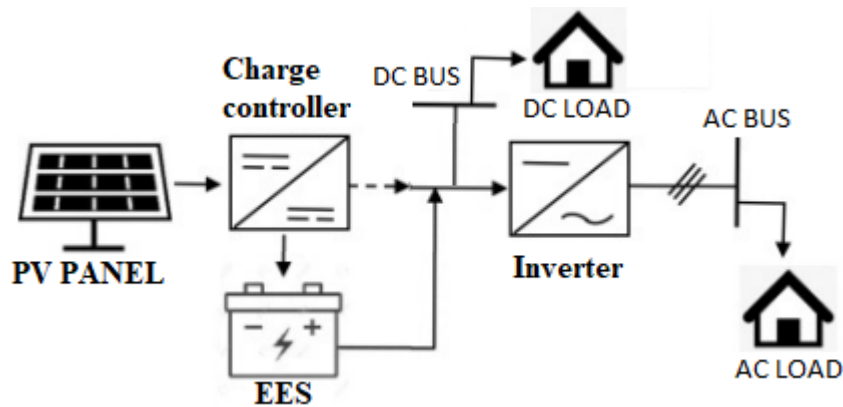 Charge
controller
DC BUS
DC LOAD
AC BUS
PV PANEL
Inverter
EES
AC LOAD